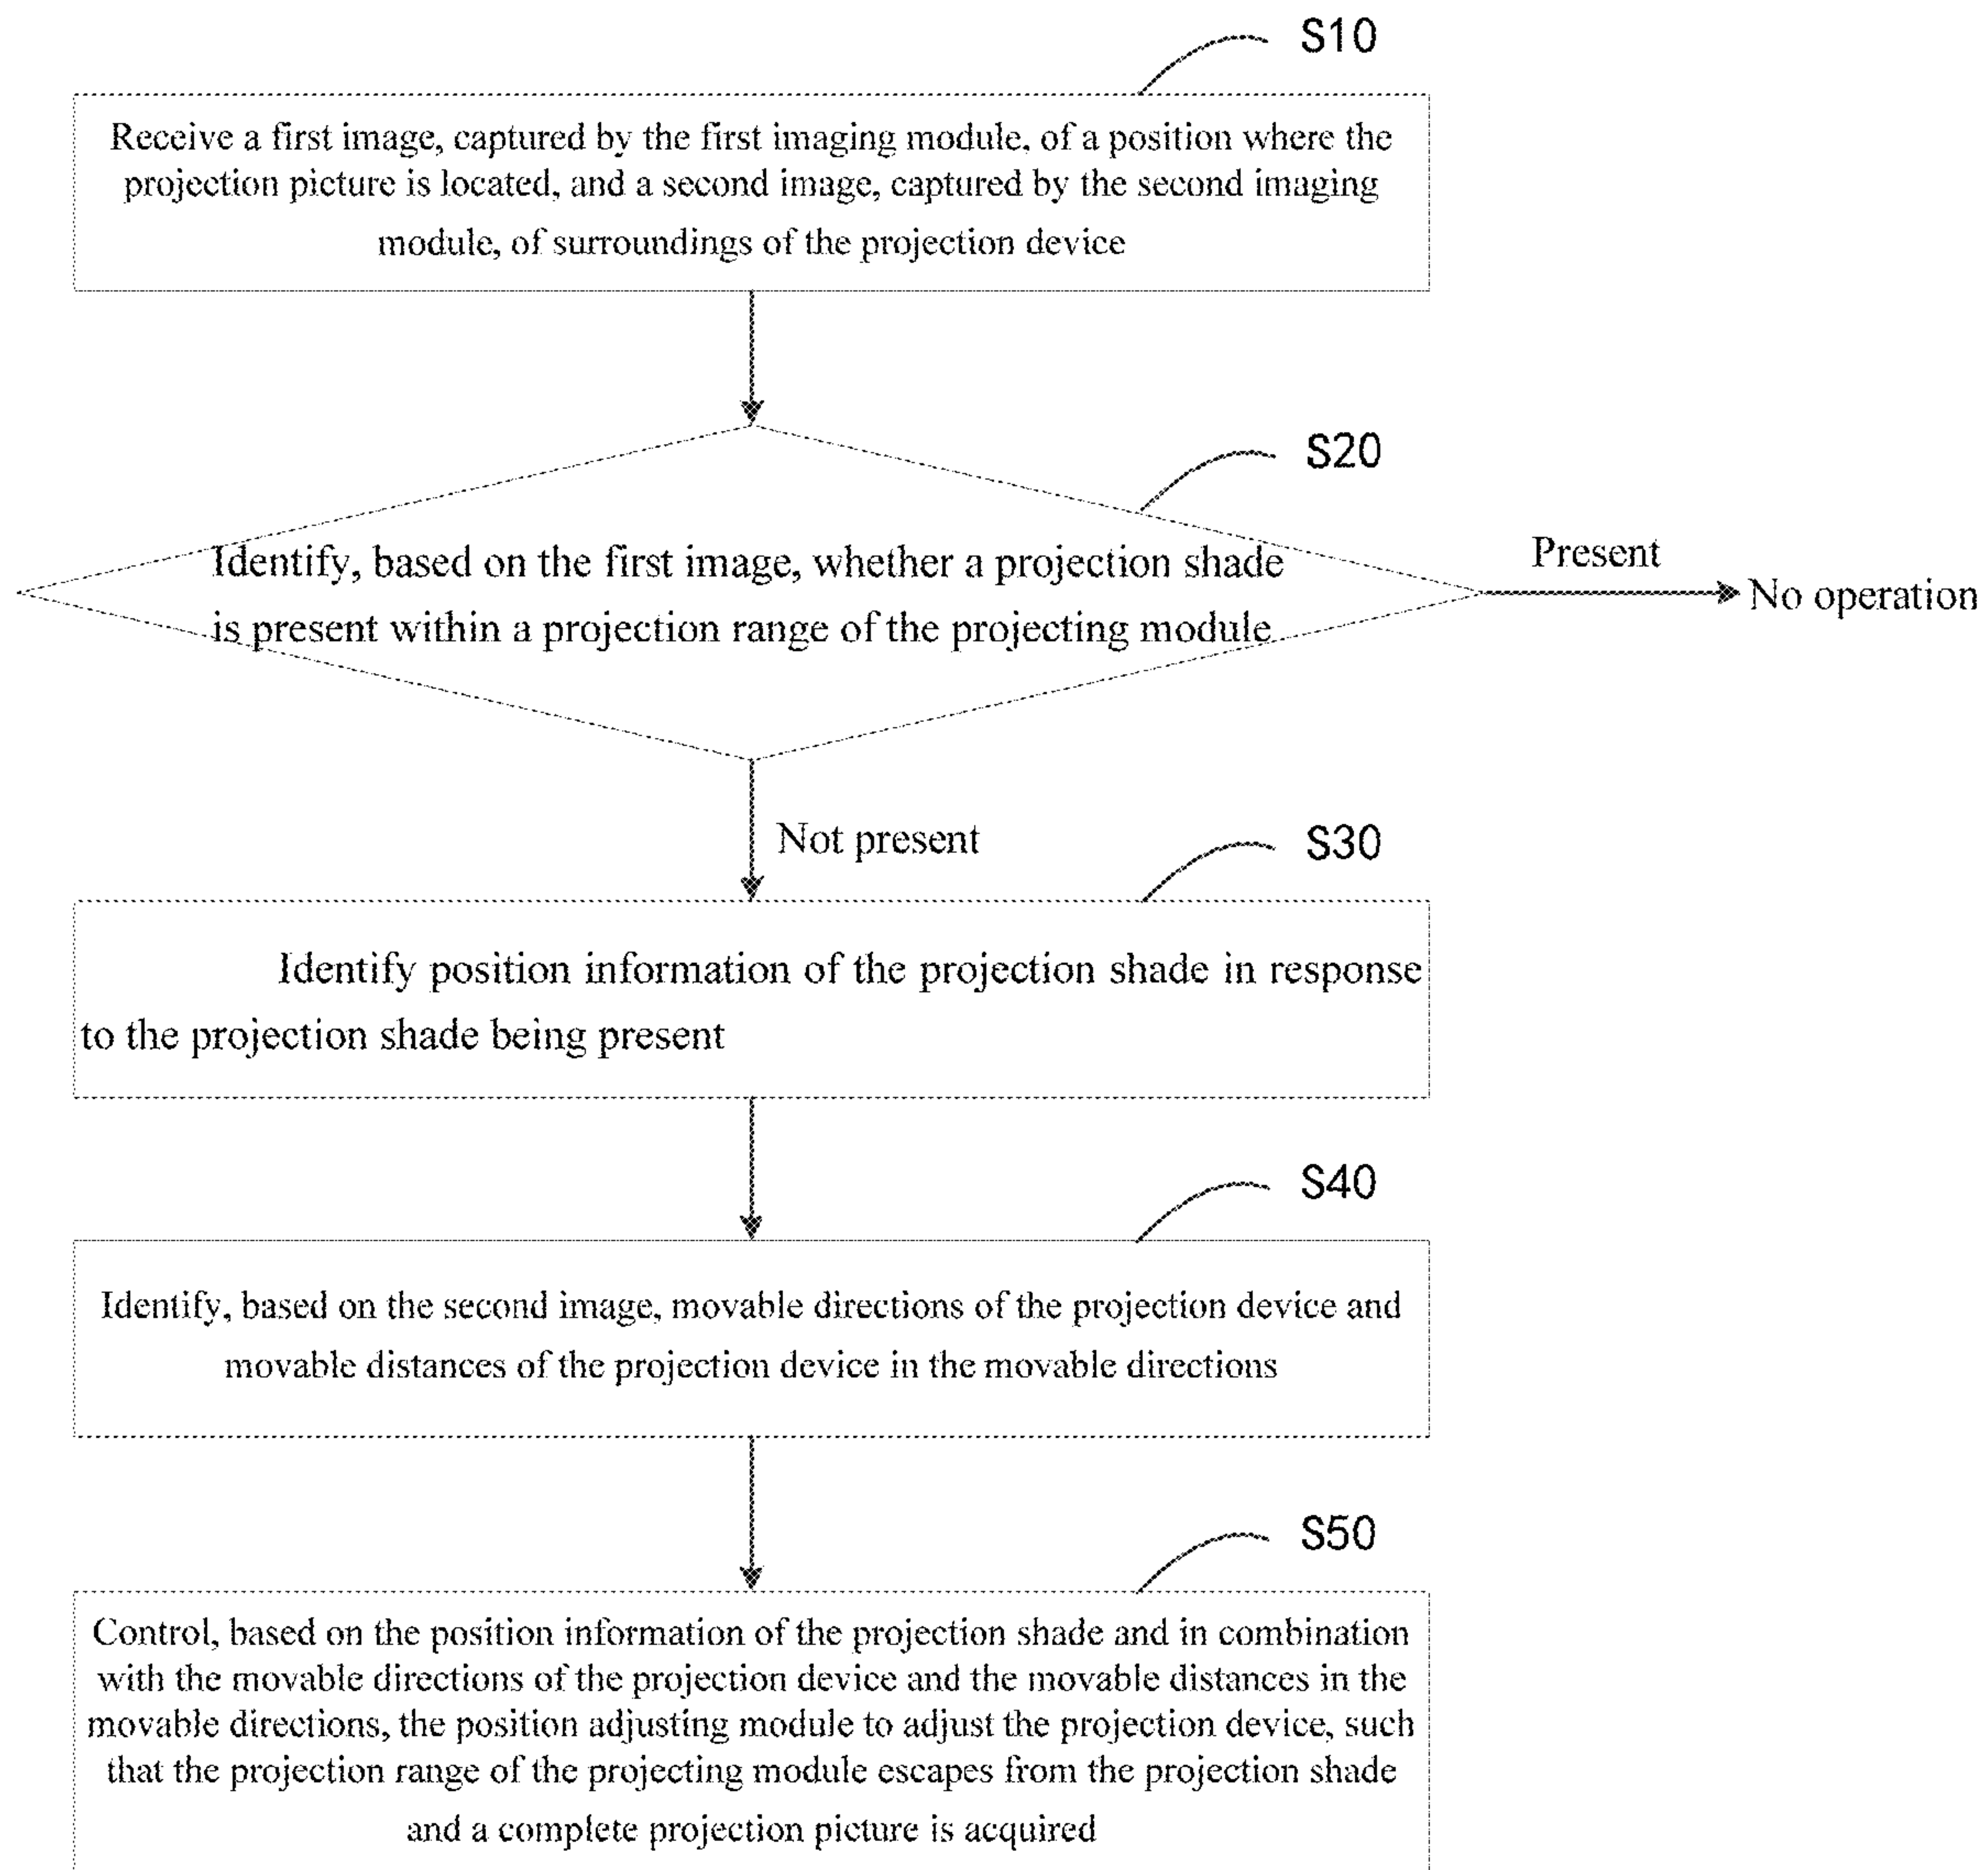 S10
Receive a first image, captured by the first imaging module, of a position where the
projection picture is located, and a second image, captured by the second imaging
module, of surroundings of the projection device
S20
Identify, based on the first image, whether a projection shade
is present within a projection range of the projecting module
Present
No operation
Not present
S30
Identify position information of the projection shade in response
to the projection shade being present
S40
Identify, based on the second image, movable directions of the projection device and
movable distances of the projection device in the movable directions
S50
Control, based on the position information of the projection shade and in combination
with the movable directions of the projection device and the movable distances in the
movable directions, the position adjusting module to adjust the projection device, such
that the projection range of the projecting module escapes from the projection shade
and a complete projection picture is acquired